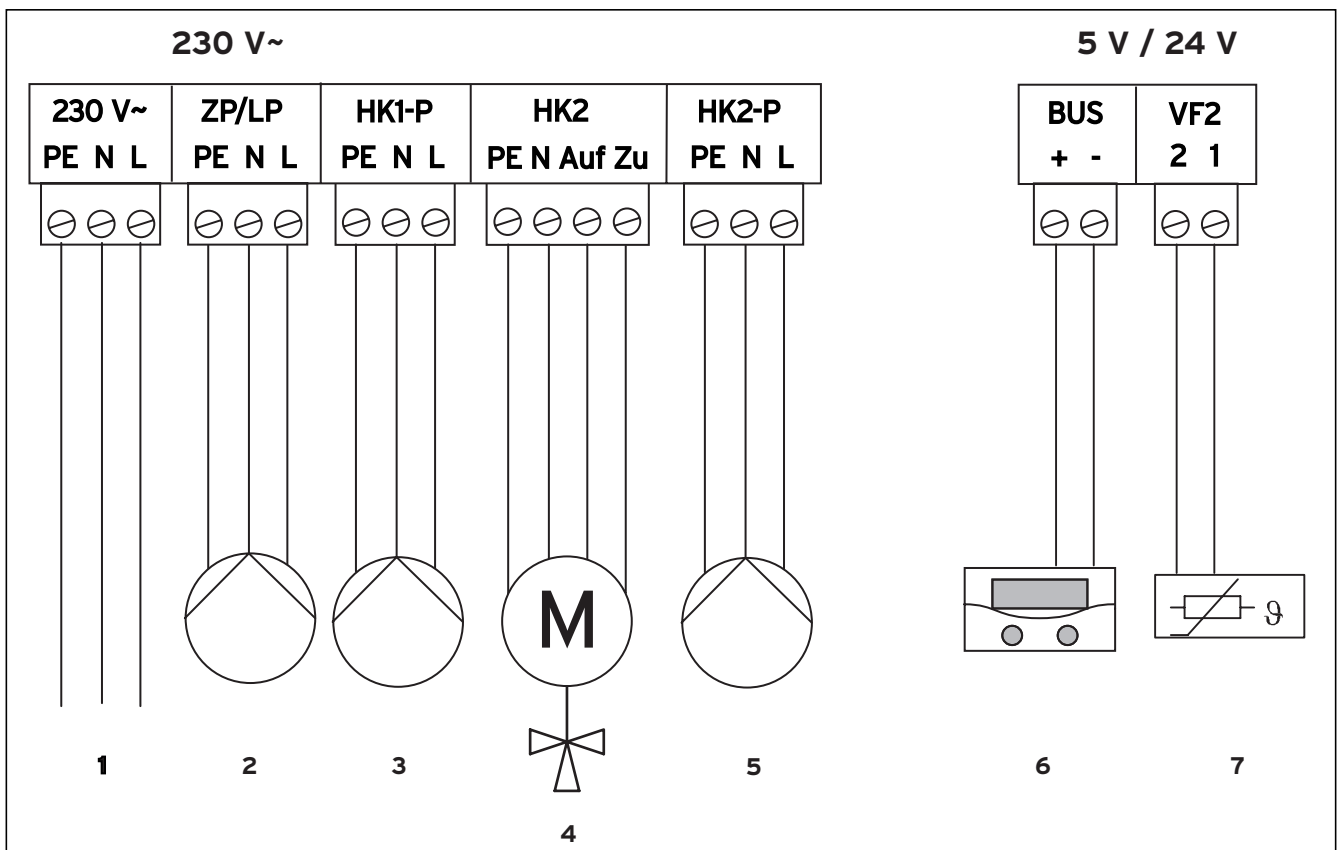 230 V~ 5 V / 24 V
230 V~ ZP/LP HK1-P HK2 HK2-P BUS VF2
PE N L PE N L PE N L PE N Auf Zu PE N L + - 2 1
M
ϑ
1 2 3 5 6 7
4